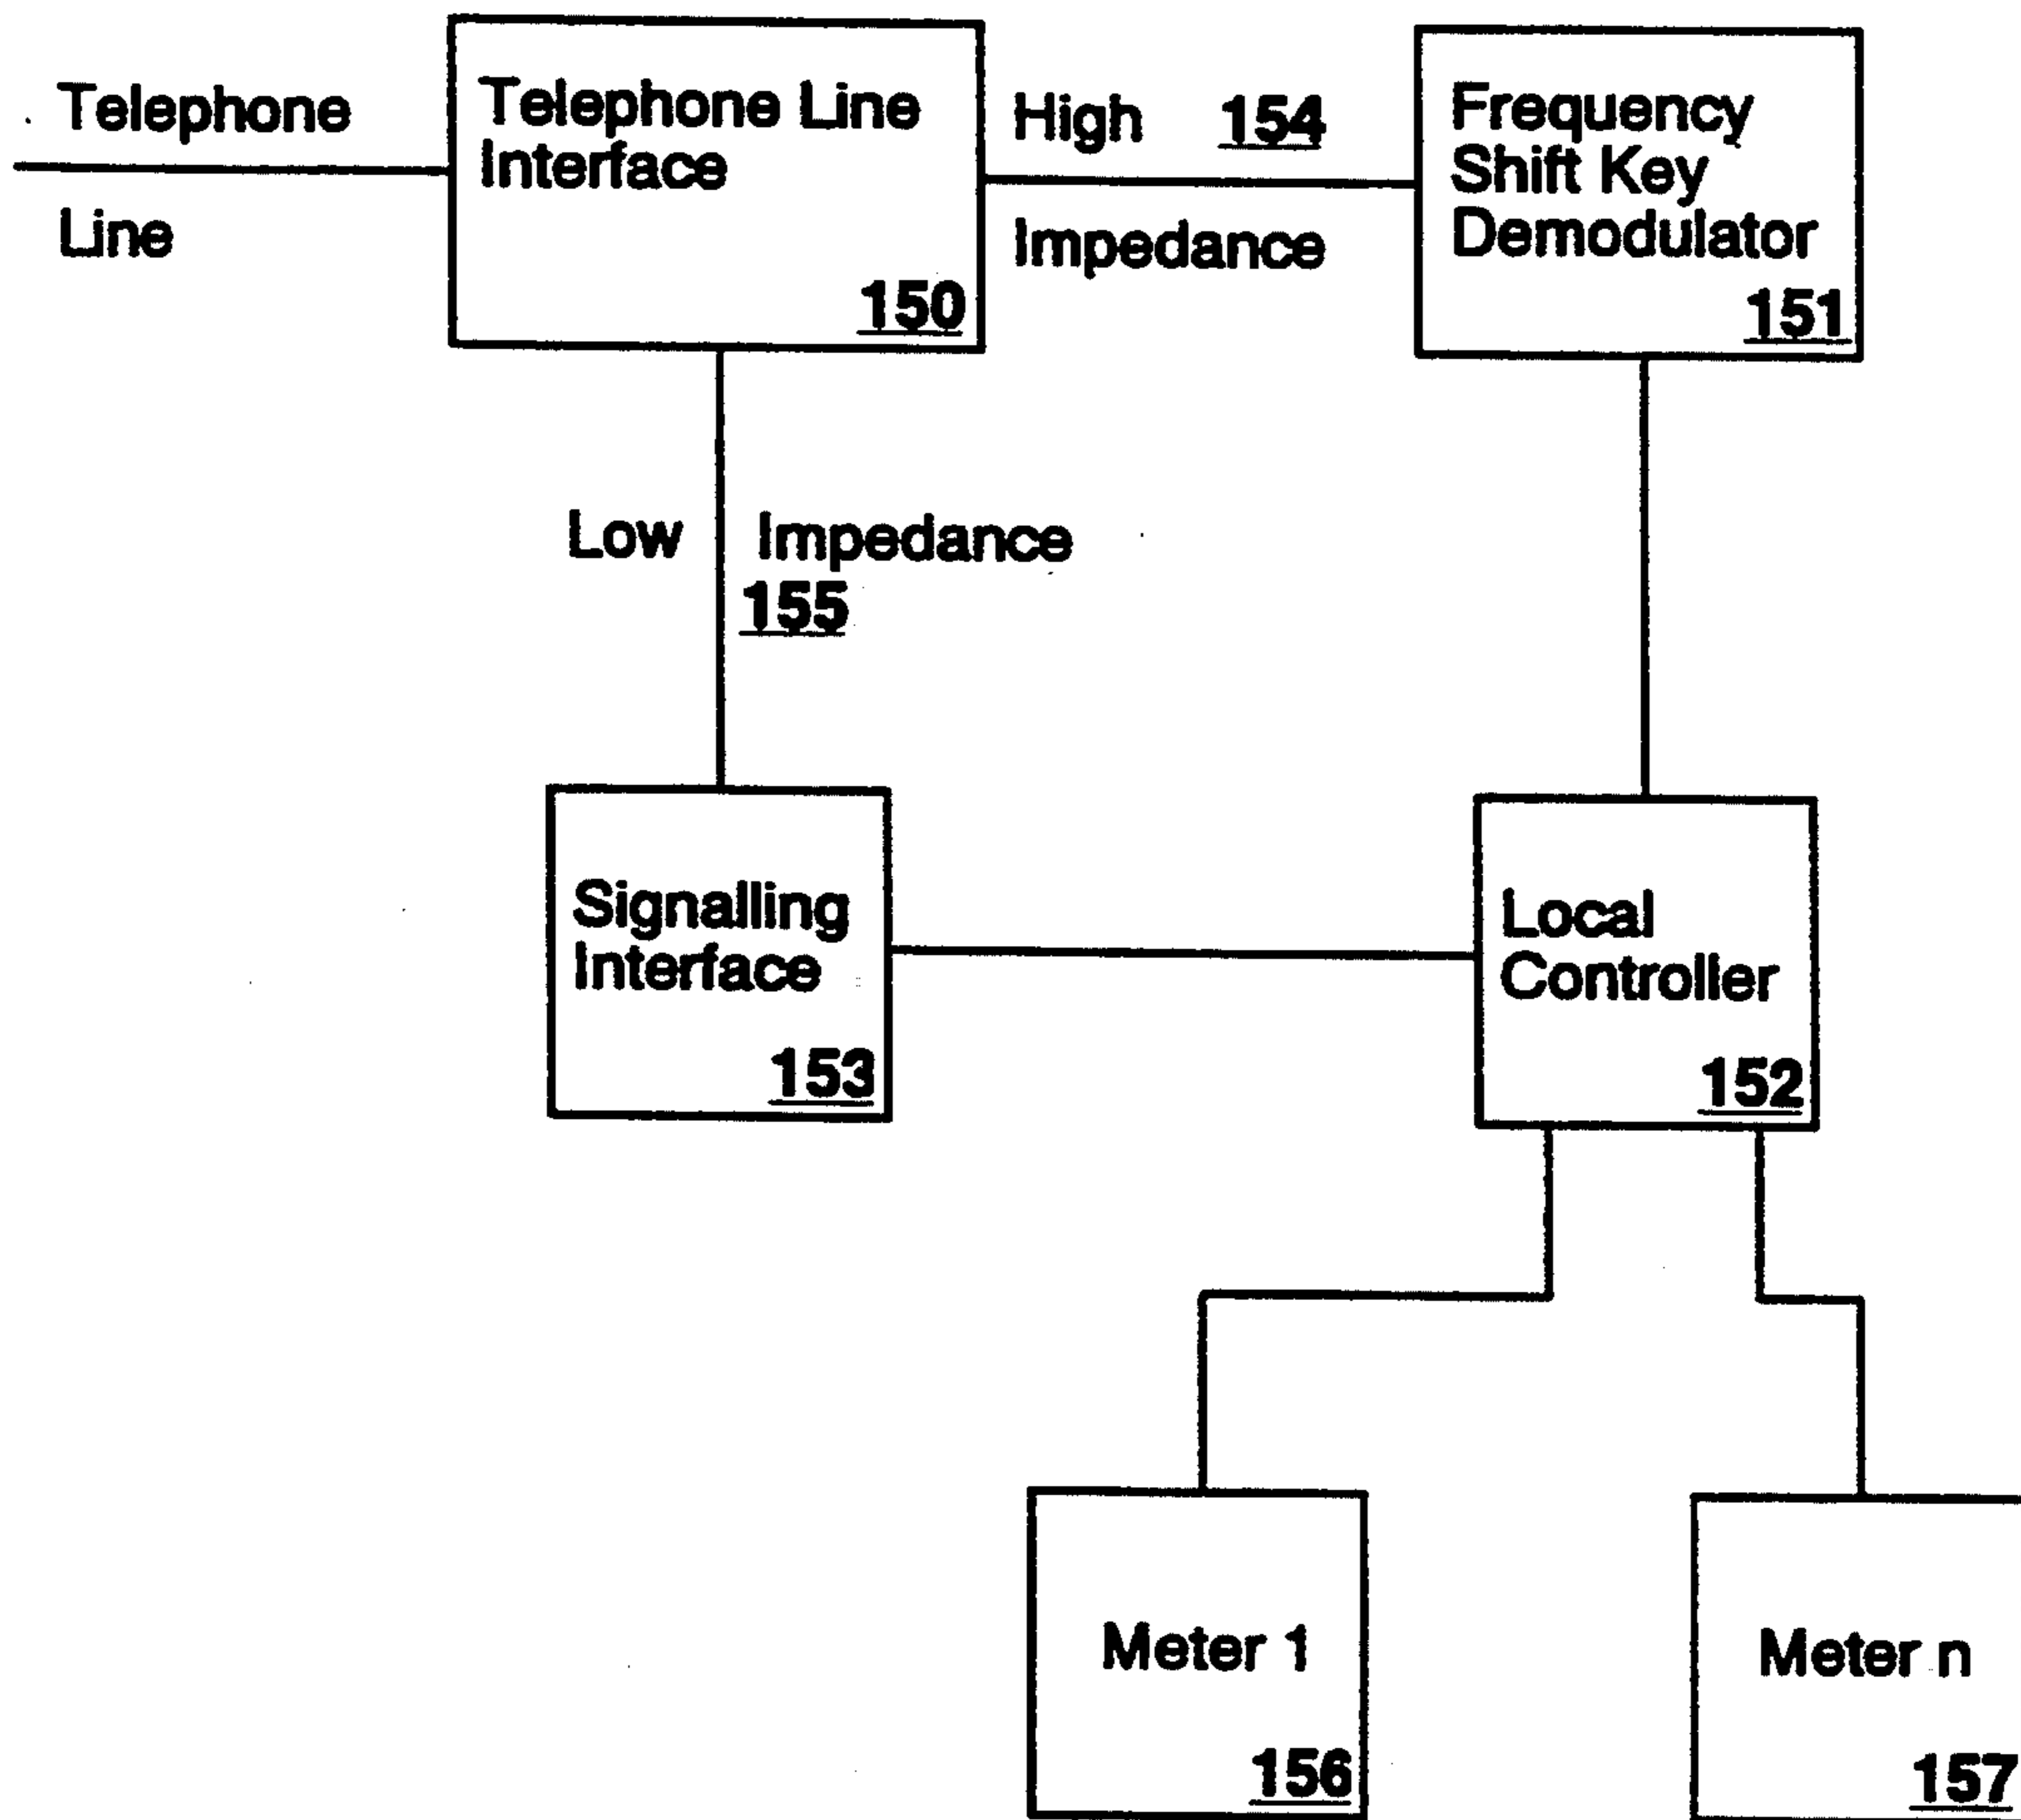 Telephone
Line
Telephone Line
Interface
150
High 154
Impedance
Frequency
Shift Key
Demodulator
151
Low Impedance
155
Signalling
Interface
153
Local
Controller
152
Meter 1
156
Meter n
157